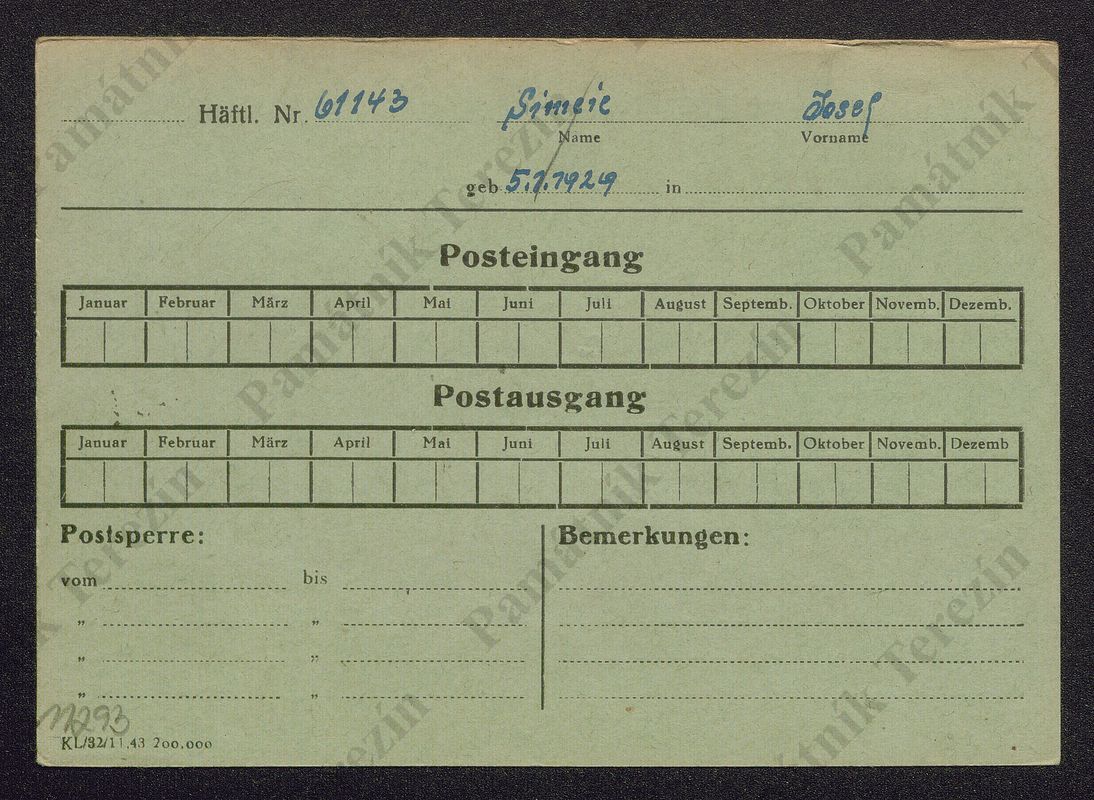 Häftl. Nr. 61143 Simcic Josef
Name Vorname
geb 5.1.1929 in
Posteingang
Januar Februar März April Mai Juni Juli August Septemb. Oktober Novemb. Dezemb.
Postausgang
Januar Februar März April Mai Juni Juli August Septemb. Oktober Novemb. Dezemb
Postsperre: Bemerkungen:
vom bis
" "
" "
" "
KL/32/11.43 200.000
Památník Terezín